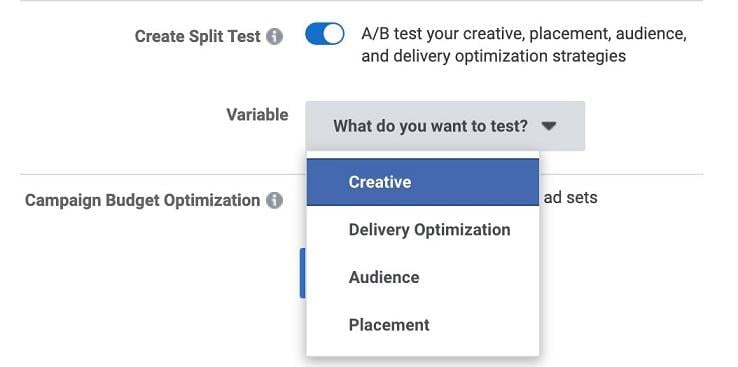 Create Split Test
A/B test your creative, placement, audience,
and delivery optimization strategies
Variable
What do you want to test?
Creative
Campaign Budget Optimization
ad sets
Delivery Optimization
Audience
Placement